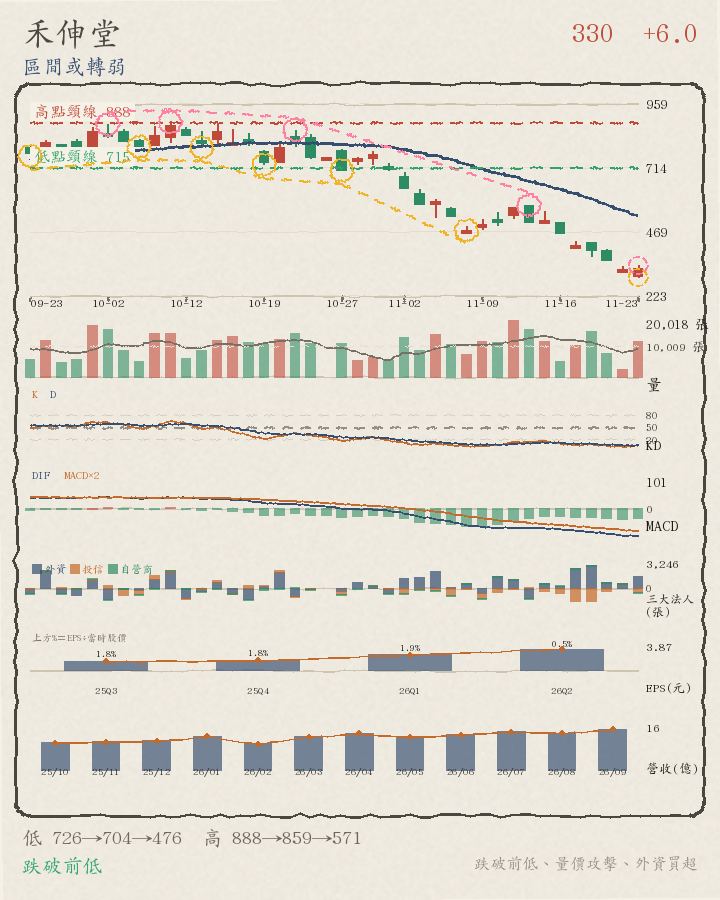 禾伸堂
330 +6.0
區間或轉弱
959
高點頸線 888
低點頸線 715
714
469
223
09-23 10-02 10-12 10-19 10-27 11-02 11-09 11-16 11-23
20,018 張
10,009 張
量
K D
80
50
20
KD
DIF MACD×2
101
0
MACD
外資 投信 自營商
3,246
0
三大法人
(張)
上方%=EPS÷當時股價
1.8% 1.8% 1.9% 0.5%
3.87
25Q3 25Q4 26Q1 26Q2
EPS(元)
16
25/10 25/11 25/12 26/01 26/02 26/03 26/04 26/05 26/06 26/07 26/08 26/09
營收(億)
低 726→704→476 高 888→859→571
跌破前低
跌破前低、量價攻擊、外資買超